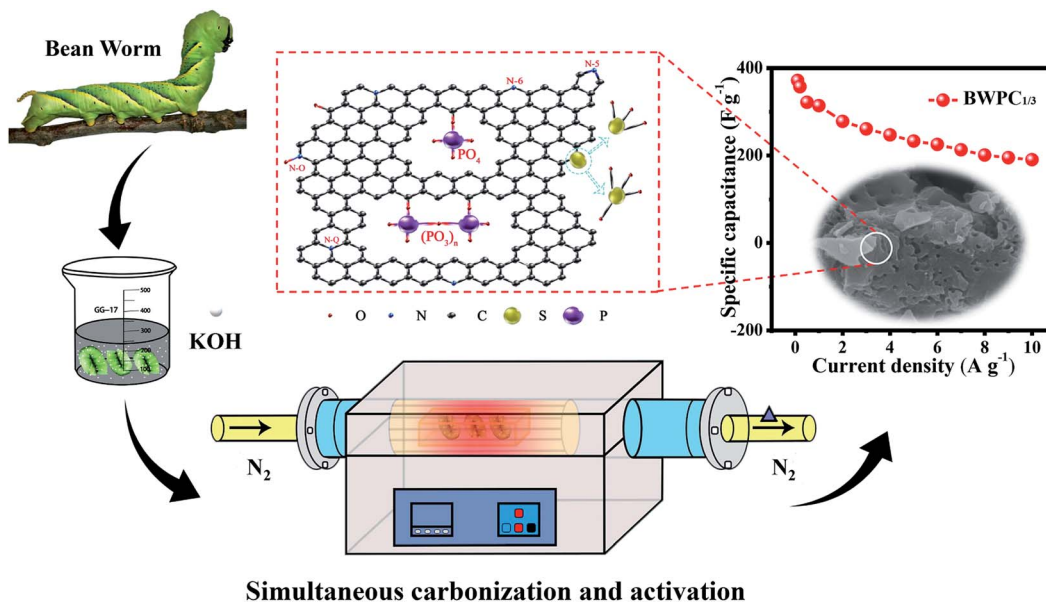 Bean Worm
GG-17
500
400
300
200
100
KOH
N-5
N-6
PO₄
N-O
(PO₃)ₙ
N-Q
O N C S P
Specific capacitance (F g⁻¹)
400
200
0
-200
BWPC₁/₃
0 2 4 6 8 10
Current density (A g⁻¹)
N₂
N₂
Simultaneous carbonization and activation